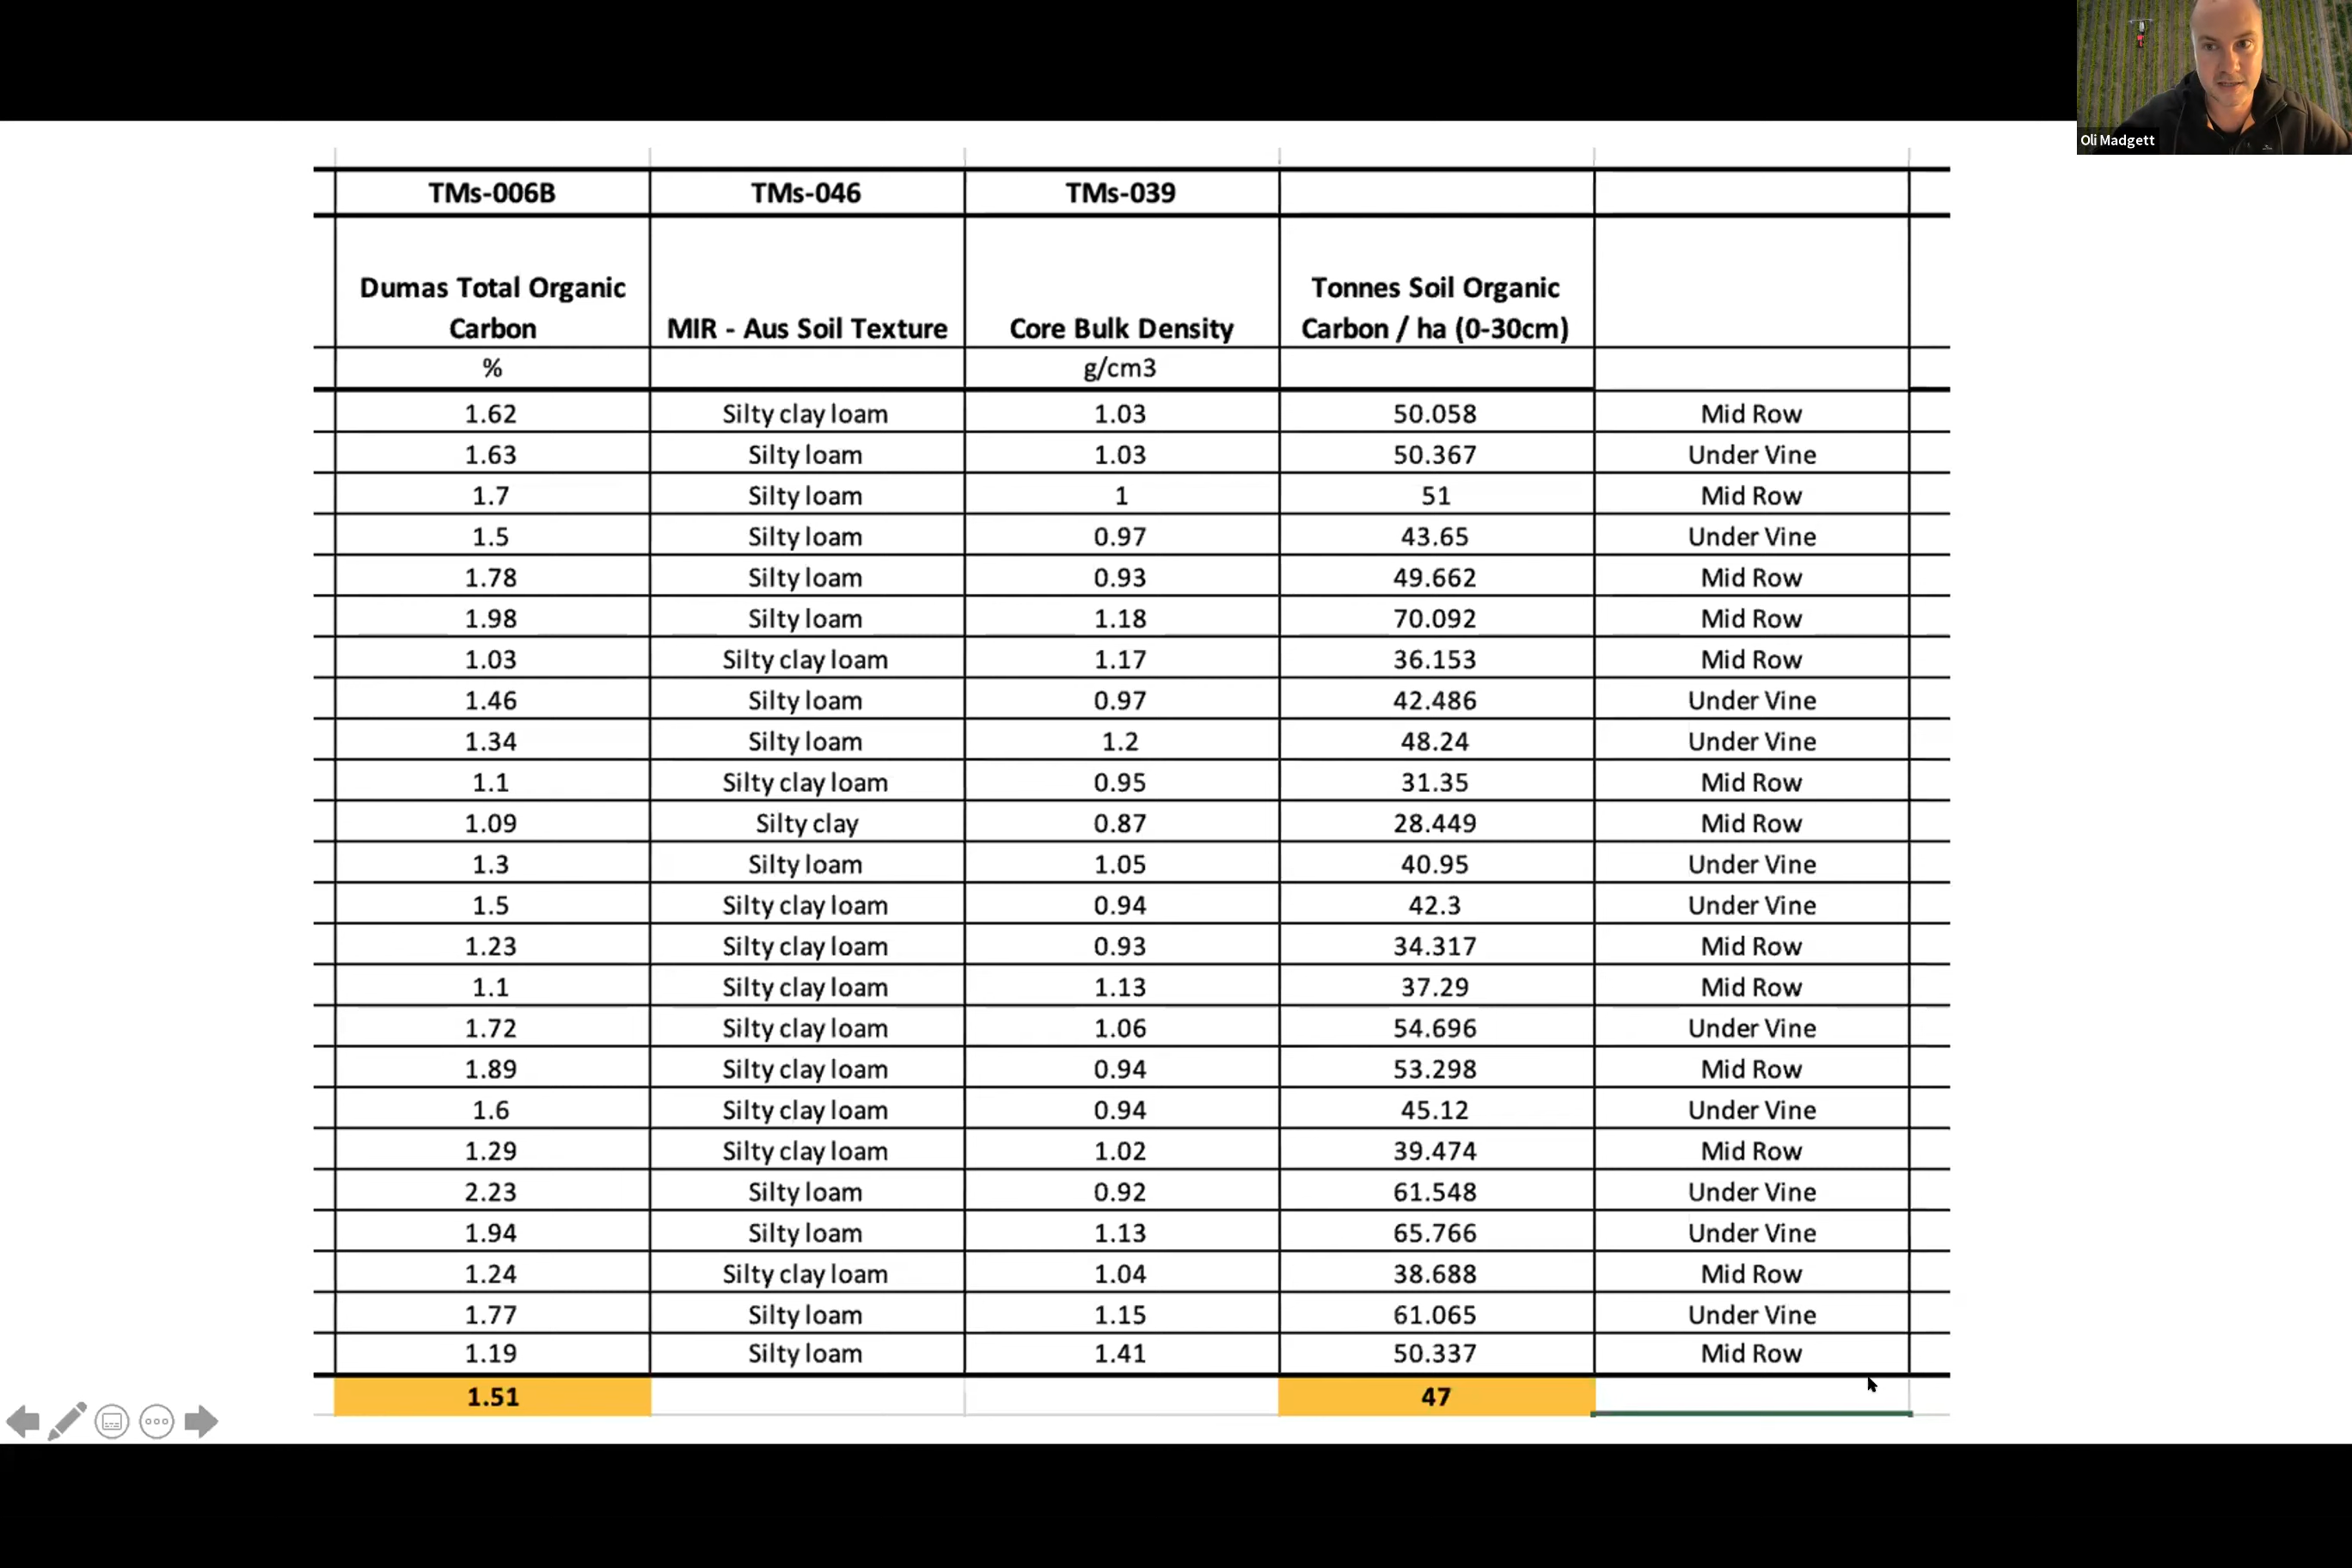 Oli Madgett
TMs-006B TMs-046 TMs-039
Dumas Total Organic Tonnes Soil Organic
Carbon MIR - Aus Soil Texture Core Bulk Density Carbon / ha (0-30cm)
% g/cm3
1.62 Silty clay loam 1.03 50.058 Mid Row
1.63 Silty loam 1.03 50.367 Under Vine
1.7 Silty loam 1 51 Mid Row
1.5 Silty loam 0.97 43.65 Under Vine
1.78 Silty loam 0.93 49.662 Mid Row
1.98 Silty loam 1.18 70.092 Mid Row
1.03 Silty clay loam 1.17 36.153 Mid Row
1.46 Silty loam 0.97 42.486 Under Vine
1.34 Silty loam 1.2 48.24 Under Vine
1.1 Silty clay loam 0.95 31.35 Mid Row
1.09 Silty clay 0.87 28.449 Mid Row
1.3 Silty loam 1.05 40.95 Under Vine
1.5 Silty clay loam 0.94 42.3 Under Vine
1.23 Silty clay loam 0.93 34.317 Mid Row
1.1 Silty clay loam 1.13 37.29 Mid Row
1.72 Silty clay loam 1.06 54.696 Under Vine
1.89 Silty clay loam 0.94 53.298 Mid Row
1.6 Silty clay loam 0.94 45.12 Under Vine
1.29 Silty clay loam 1.02 39.474 Mid Row
2.23 Silty loam 0.92 61.548 Under Vine
1.94 Silty loam 1.13 65.766 Under Vine
1.24 Silty clay loam 1.04 38.688 Mid Row
1.77 Silty loam 1.15 61.065 Under Vine
1.19 Silty loam 1.41 50.337 Mid Row
1.51 47